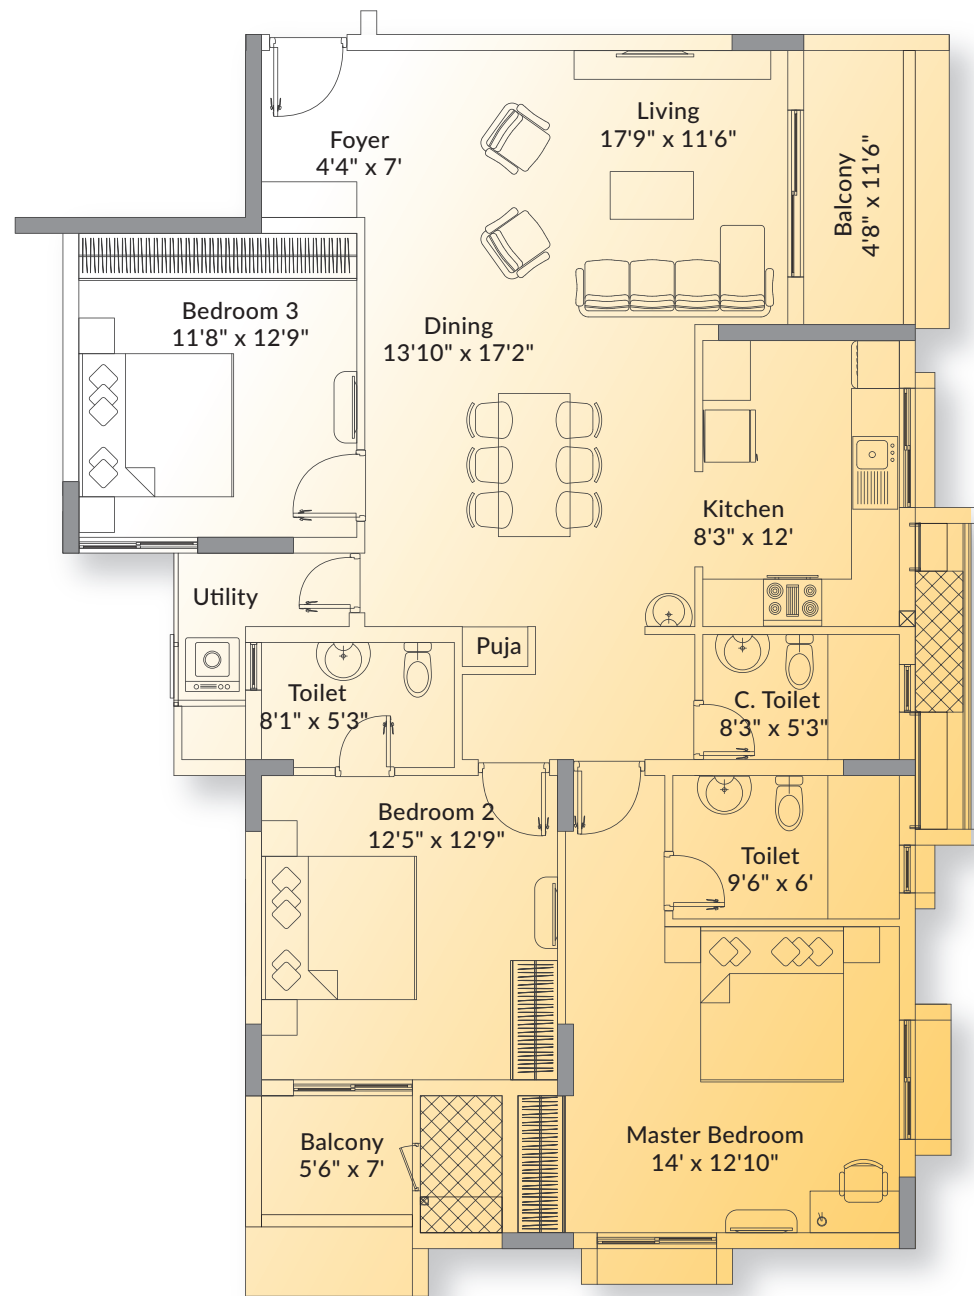 Living
17'9" x 11'6"
Foyer
4'4" x 7'
Balcony
4'8" x 11'6"
Bedroom 3
11'8" x 12'9"
Dining
13'10" x 17'2"
Kitchen
8'3" x 12'
Utility
Puja
Toilet
8'1" x 5'3"
C. Toilet
8'3" x 5'3"
Bedroom 2
12'5" x 12'9"
Toilet
9'6" x 6'
Balcony
5'6" x 7'
Master Bedroom
14' x 12'10"